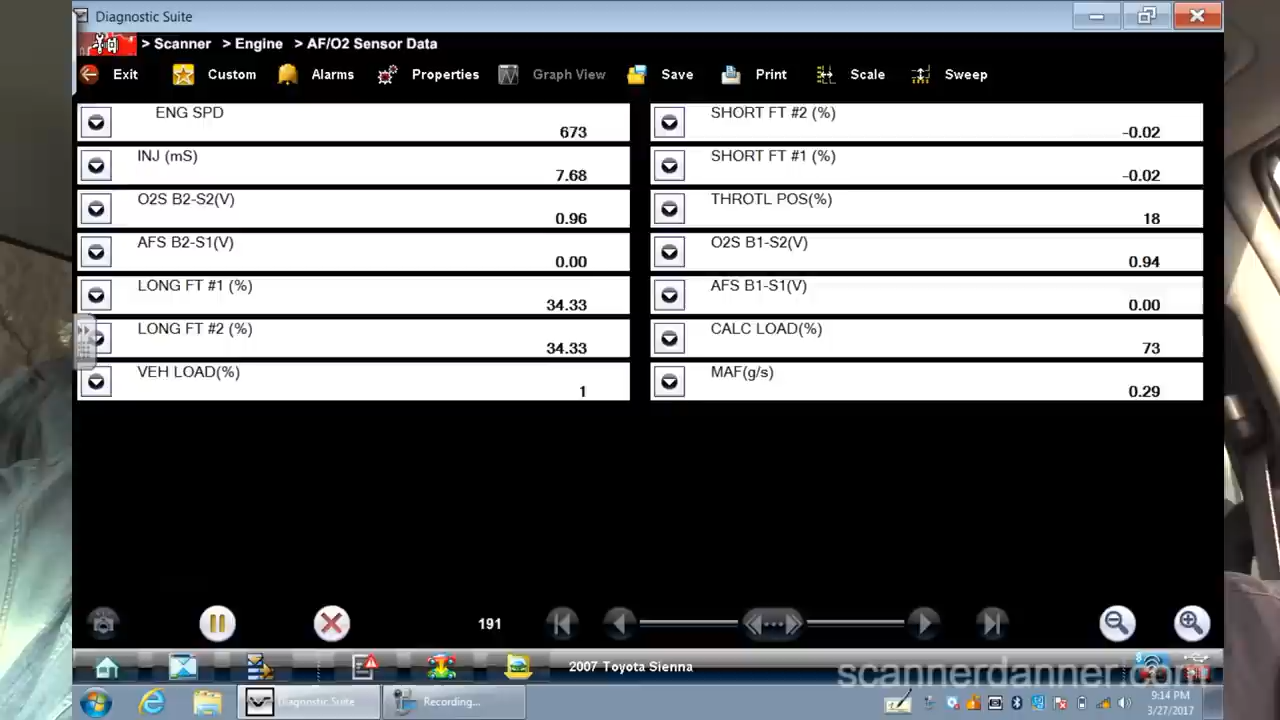 Diagnostic Suite
> Scanner > Engine > AF/O2 Sensor Data
Exit Custom Alarms Properties Graph View Save Print Scale Sweep
ENG SPD
673
INJ (mS)
7.68
O2S B2-S2(V)
0.96
AFS B2-S1(V)
0.00
LONG FT #1 (%)
34.33
LONG FT #2 (%)
34.33
VEH LOAD(%)
1
SHORT FT #2 (%)
-0.02
SHORT FT #1 (%)
-0.02
THROTL POS(%)
18
O2S B1-S2(V)
0.94
AFS B1-S1(V)
0.00
CALC LOAD(%)
73
MAF(g/s)
0.29
191
2007 Toyota Sienna
scannerdanner.com
Diagnostic Suite
Recording...
9:14 PM
3/27/2017